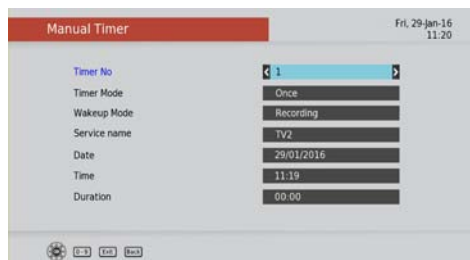 Manual Timer
Fri, 29-Jan-16
11:20
Timer No 1
Timer Mode Once
Wakeup Mode Recording
Service name TV2
Date 29/01/2016
Time 11:19
Duration 00:00
0-9 Exit Back